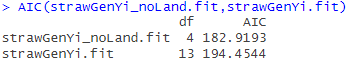 > AIC(strawGenYi_noLand.fit,strawGenYi.fit)
df AIC
strawGenYi_noLand.fit 4 182.9193
strawGenYi.fit 13 194.4544